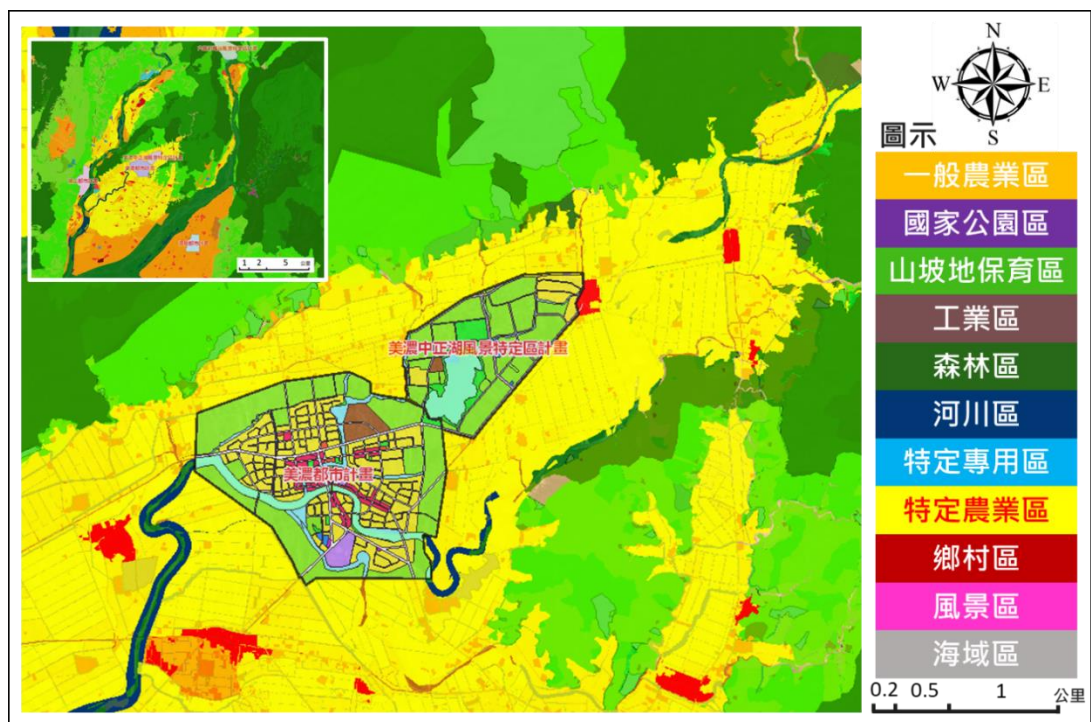 N
W
E
S
圖示
一般農業區
國家公園區
山坡地保育區
工業區
森林區
河川區
特定專用區
特定農業區
鄉村區
風景區
海域區
0.2 0.5 1 公里
1 2 5 公里
美濃中正湖風景特定區計畫
美濃都市計畫